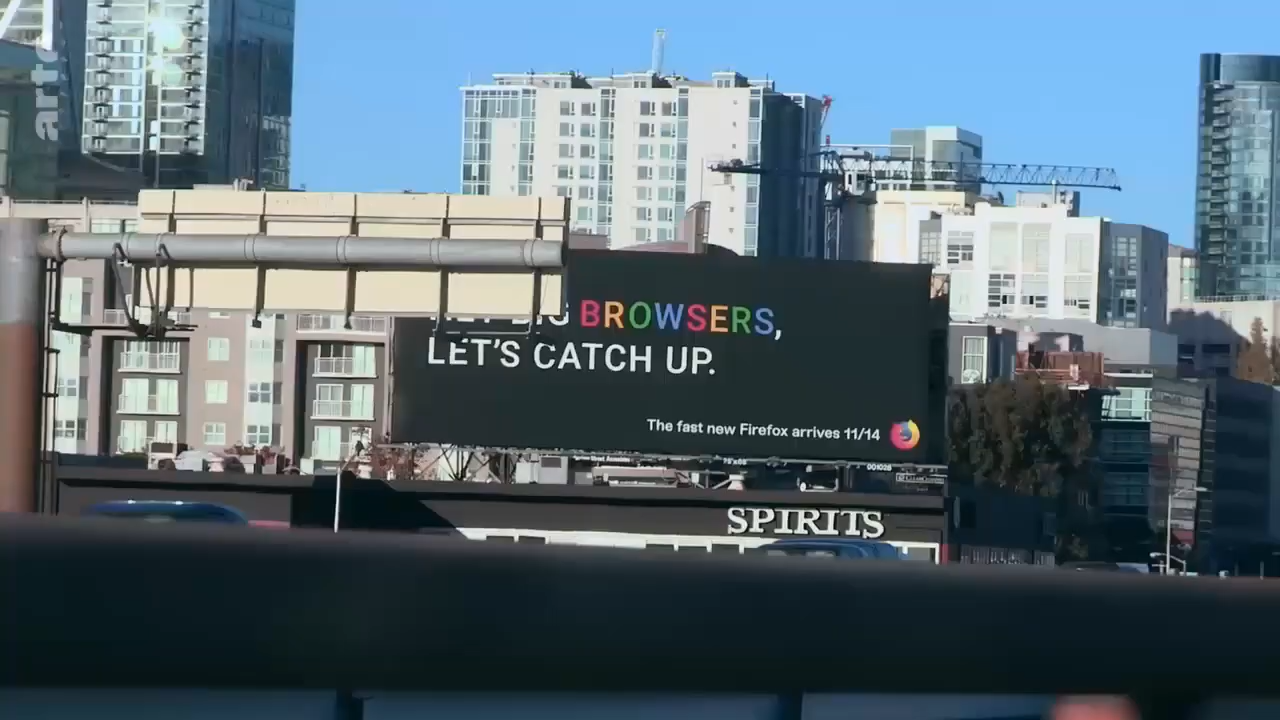 arte
BROWSERS,
LET'S CATCH UP.
The fast new Firefox arrives 11/14
SPIRITS